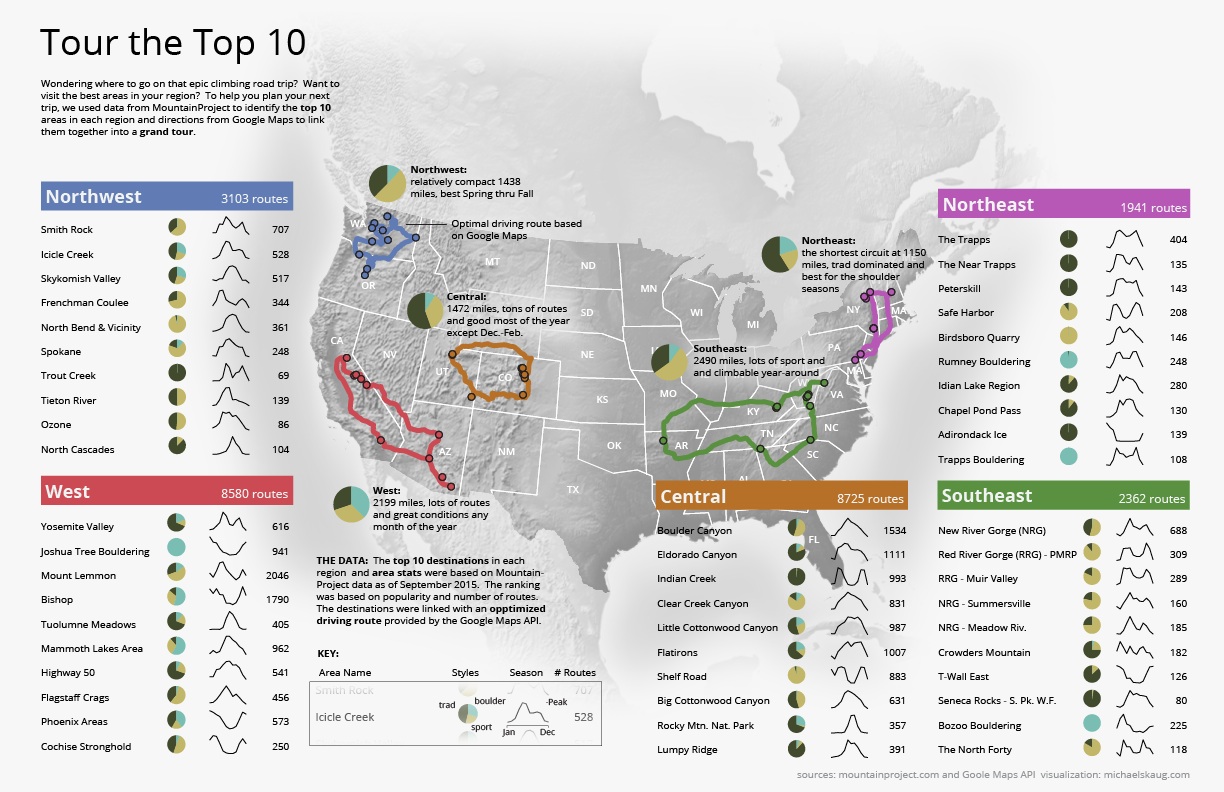 Tour the Top 10
Wondering where to go on that epic climbing road trip?  Want to
visit the best areas in your region?  To help you plan your next
trip, we used data from MountainProject to identify the top 10
areas in each region and directions from Google Maps to link
them together into a grand tour.
Northwest 3103 routes
Smith Rock 707
Icicle Creek 528
Skykomish Valley 517
Frenchman Coulee 344
North Bend & Vicinity 361
Spokane 248
Trout Creek 69
Tieton River 139
Ozone 86
North Cascades 104
West 8580 routes
Yosemite Valley 616
Joshua Tree Bouldering 941
Mount Lemmon 2046
Bishop 1790
Tuolumne Meadows 405
Mammoth Lakes Area 962
Highway 50 541
Flagstaff Crags 456
Phoenix Areas 573
Cochise Stronghold 250
Northwest:
relatively compact 1438
miles, best Spring thru Fall
Optimal driving route based
on Google Maps
Central:
1472 miles, tons of routes
and good most of the year
except Dec.-Feb.
Northeast:
the shortest circuit at 1150
miles, trad dominated and
best for the shoulder
seasons
Southeast:
2490 miles, lots of sport and
and climbable year-around
West:
2199 miles, lots of routes
and great conditions any
month of the year
WA
OR
CA
NV
MT
ND
SD
NE
KS
OK
TX
NM
AZ
UT
CO
MN
WI
MI
MO
AR
KY
TN
AL
FL
SC
NC
VA
PA
NY
MA
THE DATA:  The top 10 destinations in each
region  and area stats were based on Mountain-
Project data as of September 2015.  The ranking
was based on popularity and number of routes.
The destinations were linked with an opptimized
driving route provided by the Google Maps API.
KEY:
Area Name Styles Season # Routes
Smith Rock 707
Icicle Creek trad boulder sport Peak Jan Dec 528
Central 8725 routes
Boulder Canyon 1534
Eldorado Canyon 1111
Indian Creek 993
Clear Creek Canyon 831
Little Cottonwood Canyon 987
Flatirons 1007
Shelf Road 883
Big Cottonwood Canyon 631
Rocky Mtn. Nat. Park 357
Lumpy Ridge 391
Northeast 1941 routes
The Trapps 404
The Near Trapps 135
Peterskill 143
Safe Harbor 208
Birdsboro Quarry 146
Rumney Bouldering 248
Idian Lake Region 280
Chapel Pond Pass 130
Adirondack Ice 139
Trapps Bouldering 108
Southeast 2362 routes
New River Gorge (NRG) 688
Red River Gorge (RRG) - PMRP 309
RRG - Muir Valley 289
NRG - Summersville 160
NRG - Meadow Riv. 185
Crowders Mountain 182
T-Wall East 126
Seneca Rocks - S. Pk. W.F. 80
Bozoo Bouldering 225
The North Forty 118
sources: mountainproject.com and Goole Maps API  visualization: michaelskaug.com